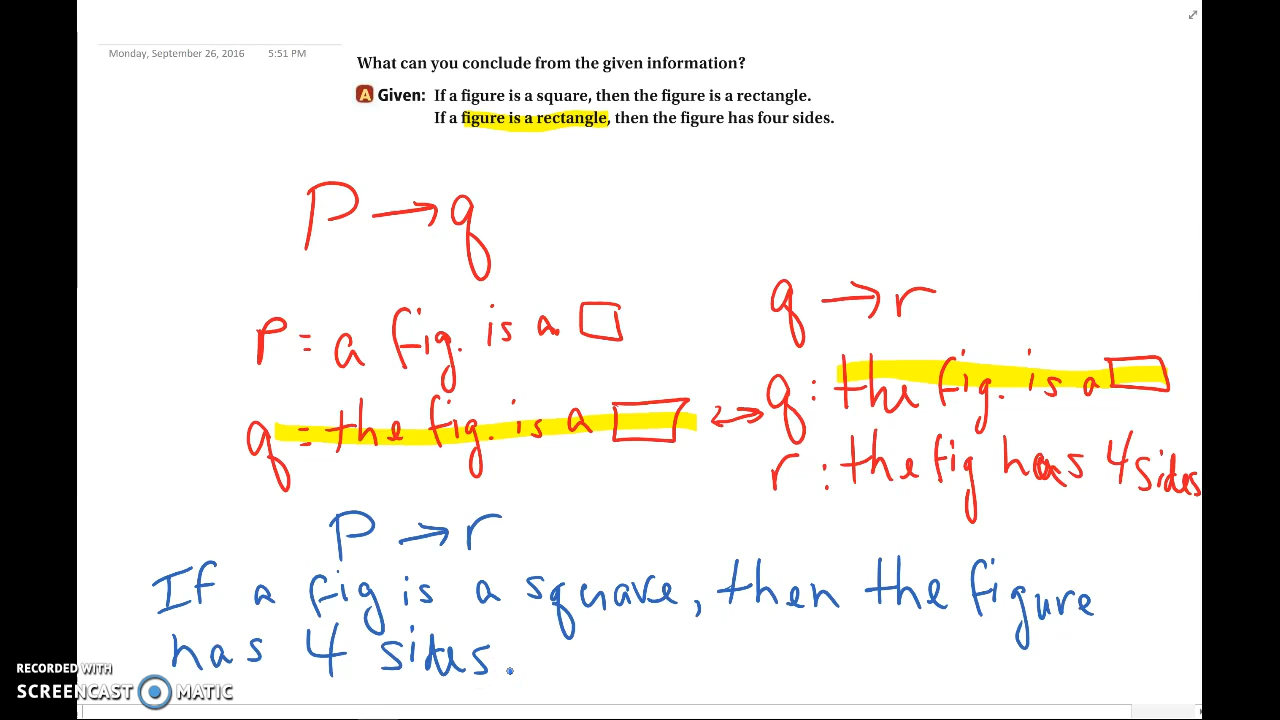 Monday, September 26, 2016 5:51 PM
What can you conclude from the given information?
A Given: If a figure is a square, then the figure is a rectangle.
If a figure is a rectangle, then the figure has four sides.
P → q
P = a fig. is a
q = the fig. is a
q → r
q : the fig. is a
r : the fig has 4 sides
P → r
If a fig is a square, then the figure
has 4 sides.
RECORDED WITH
SCREENCAST MATIC